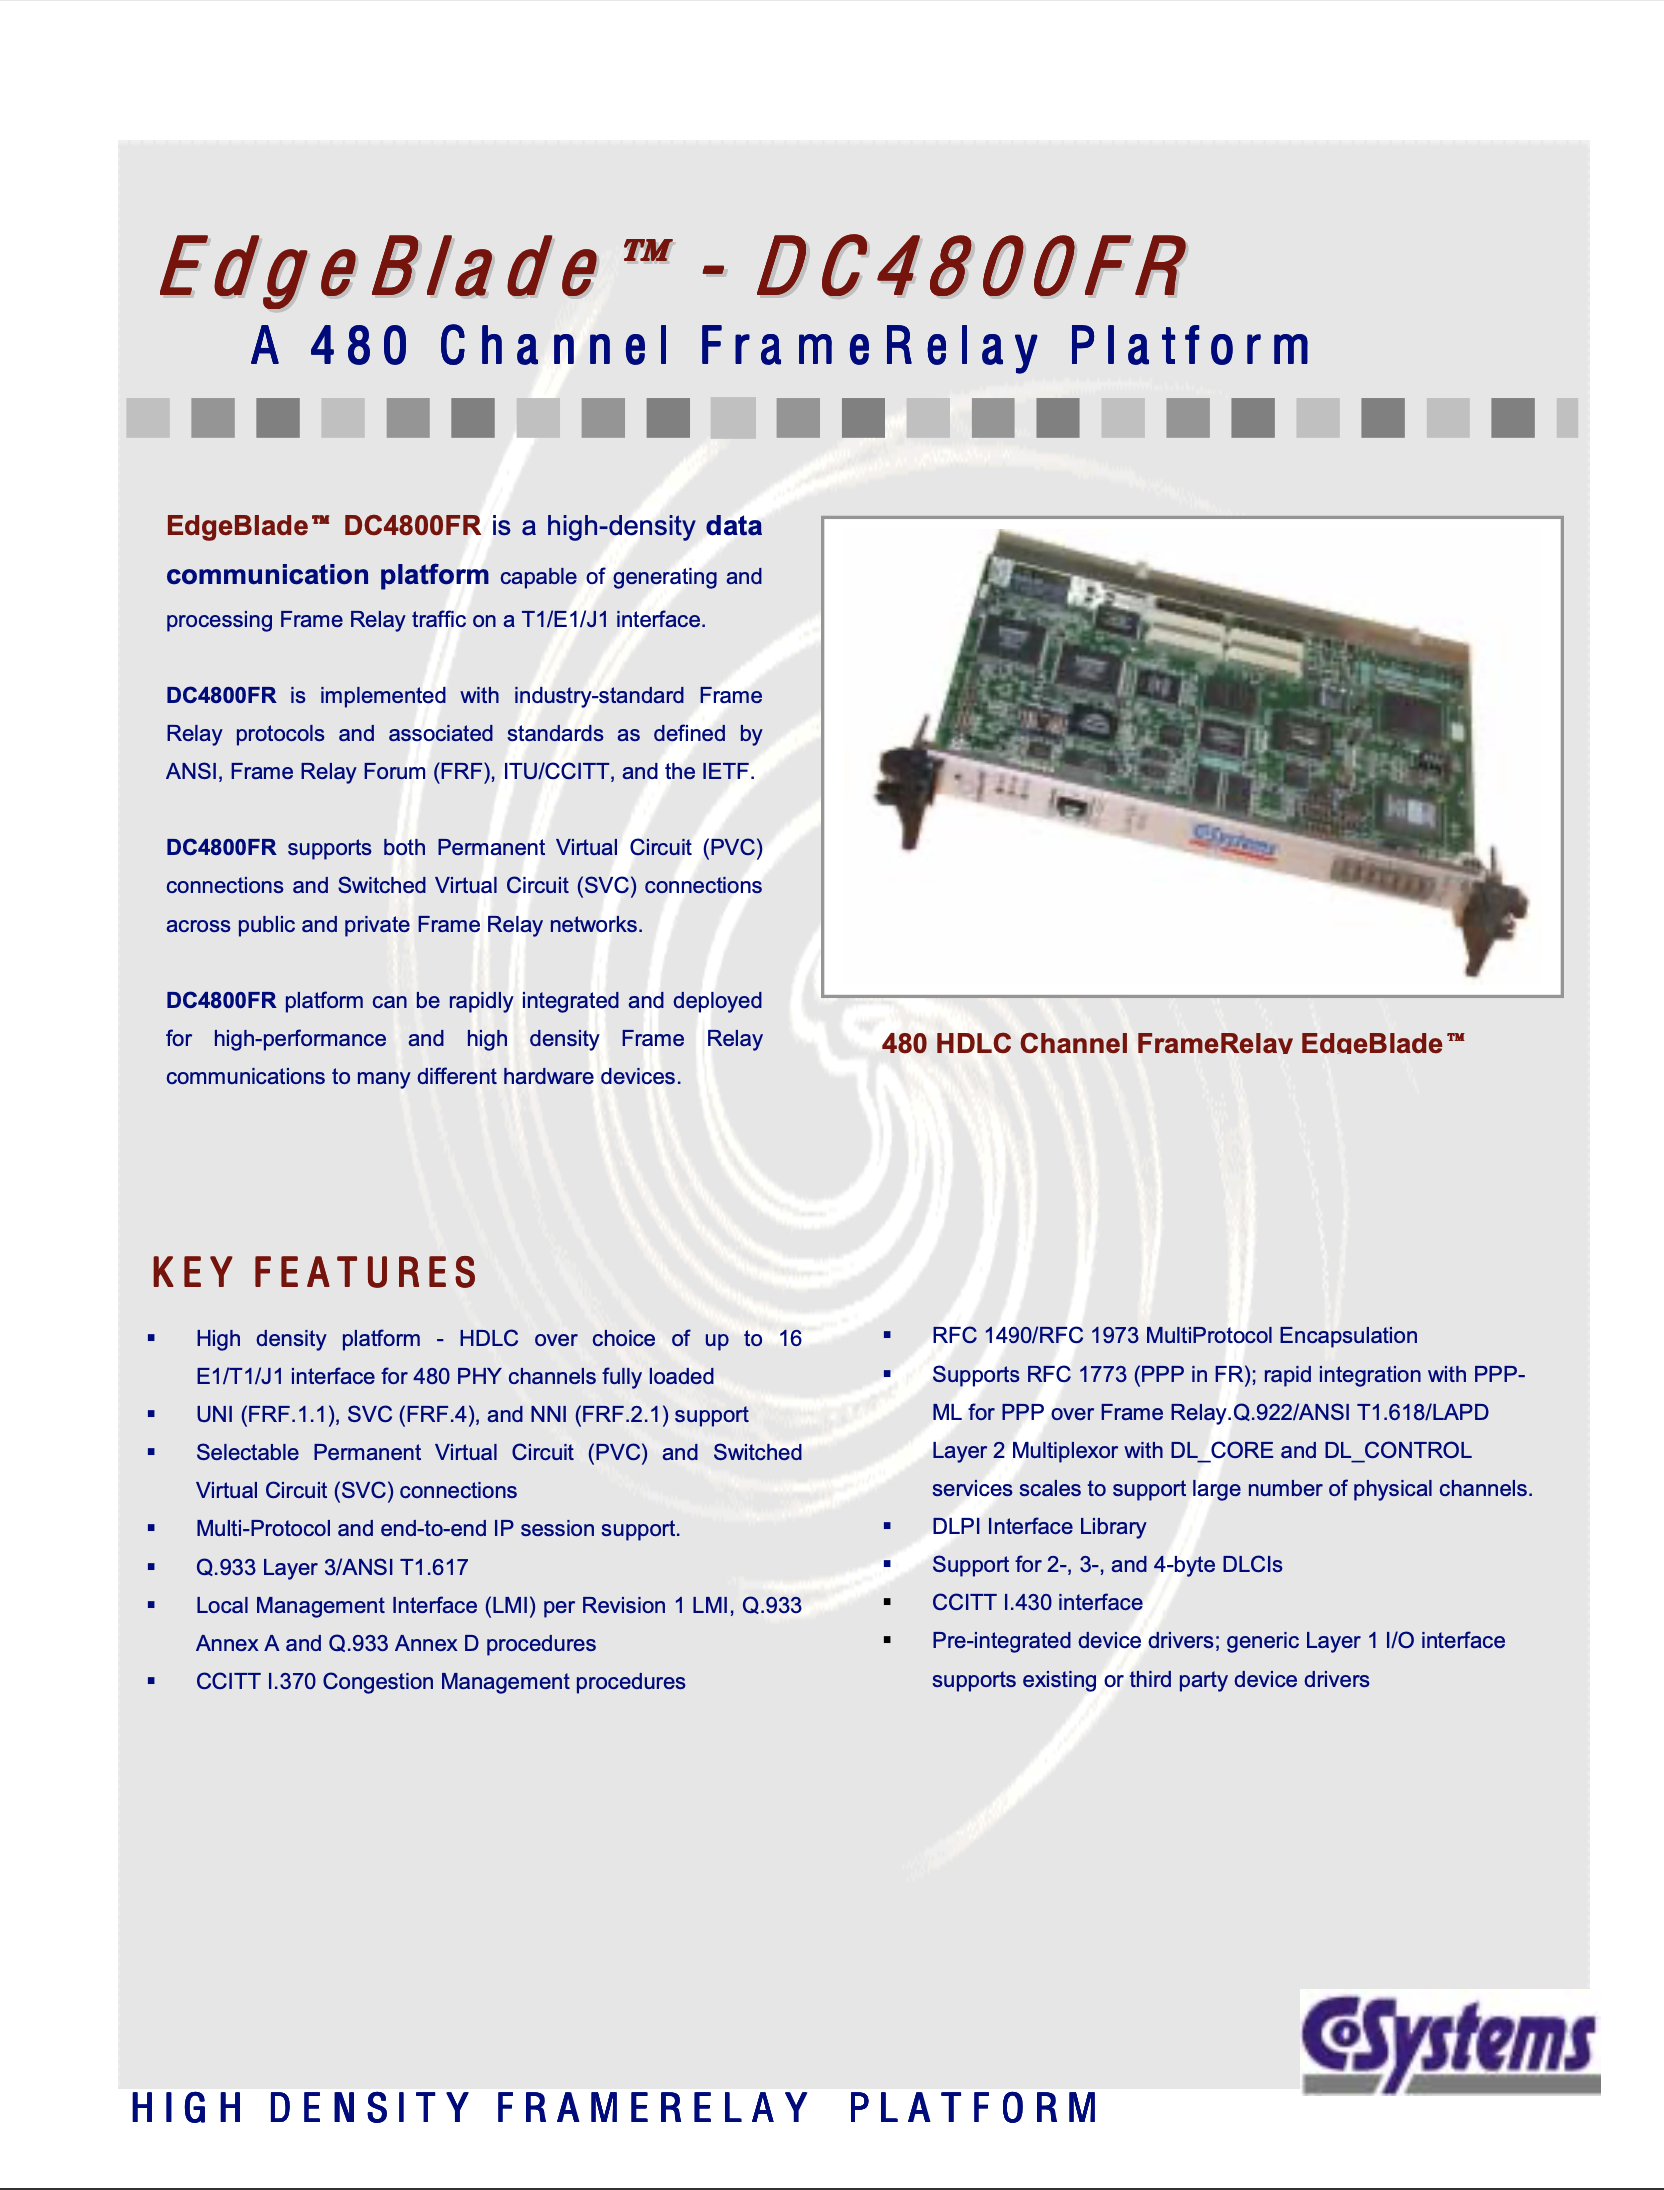 EdgeBlade™ - DC4800FR
A 480 Channel FrameRelay Platform
EdgeBlade™ DC4800FR is a high-density data
communication platform capable of generating and
processing Frame Relay traffic on a T1/E1/J1 interface.
DC4800FR is implemented with industry-standard Frame
Relay protocols and associated standards as defined by
ANSI, Frame Relay Forum (FRF), ITU/CCITT, and the IETF.
DC4800FR supports both Permanent Virtual Circuit (PVC)
connections and Switched Virtual Circuit (SVC) connections
across public and private Frame Relay networks.
DC4800FR platform can be rapidly integrated and deployed
for high-performance and high density Frame Relay
communications to many different hardware devices.
CoSystems
480 HDLC Channel FrameRelay EdgeBlade™
KEY FEATURES
▪ High density platform - HDLC over choice of up to 16
E1/T1/J1 interface for 480 PHY channels fully loaded
▪ UNI (FRF.1.1), SVC (FRF.4), and NNI (FRF.2.1) support
▪ Selectable Permanent Virtual Circuit (PVC) and Switched
Virtual Circuit (SVC) connections
▪ Multi-Protocol and end-to-end IP session support.
▪ Q.933 Layer 3/ANSI T1.617
▪ Local Management Interface (LMI) per Revision 1 LMI, Q.933
Annex A and Q.933 Annex D procedures
▪ CCITT I.370 Congestion Management procedures
▪ RFC 1490/RFC 1973 MultiProtocol Encapsulation
▪ Supports RFC 1773 (PPP in FR); rapid integration with PPP-
ML for PPP over Frame Relay.Q.922/ANSI T1.618/LAPD
Layer 2 Multiplexor with DL_CORE and DL_CONTROL
services scales to support large number of physical channels.
▪ DLPI Interface Library
▪ Support for 2-, 3-, and 4-byte DLCIs
▪ CCITT I.430 interface
▪ Pre-integrated device drivers; generic Layer 1 I/O interface
supports existing or third party device drivers
CoSystems
HIGH DENSITY FRAMERELAY PLATFORM